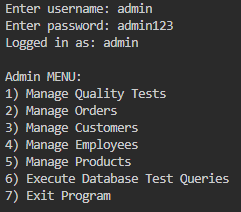 Enter username: admin
Enter password: admin123
Logged in as: admin

Admin MENU:
1) Manage Quality Tests
2) Manage Orders
3) Manage Customers
4) Manage Employees
5) Manage Products
6) Execute Database Test Queries
7) Exit Program